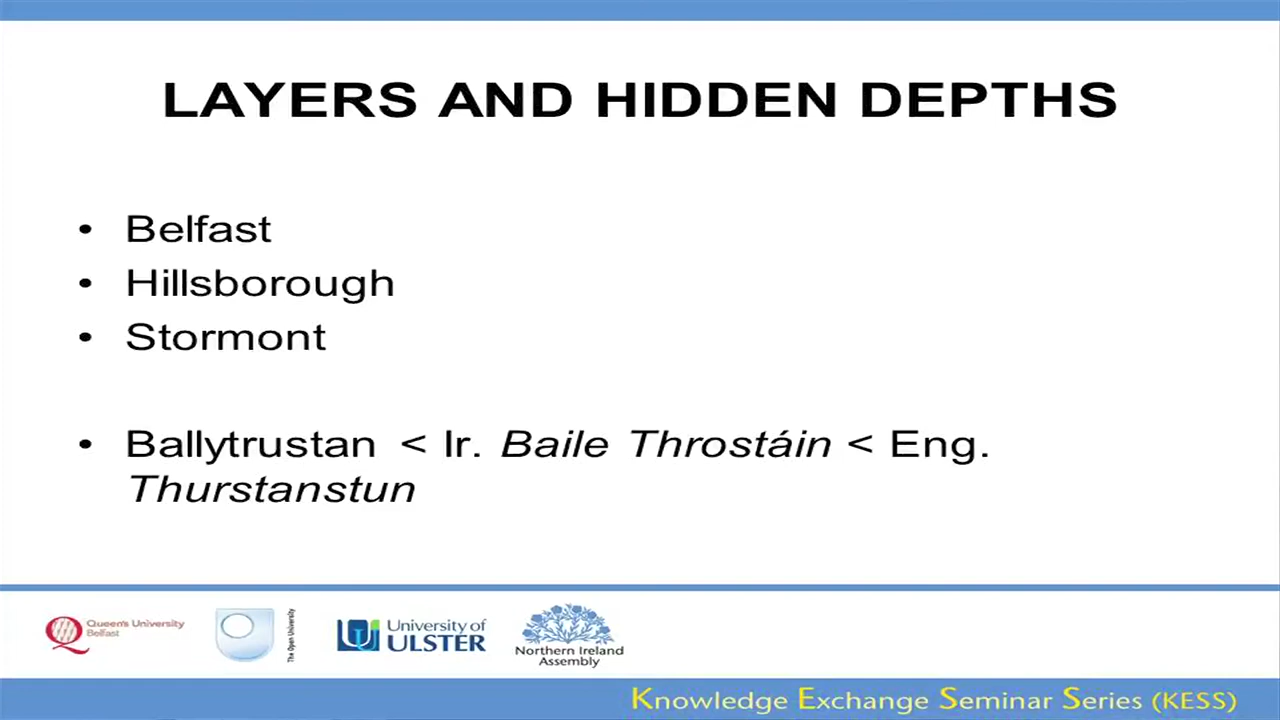 LAYERS AND HIDDEN DEPTHS
• Belfast
• Hillsborough
• Stormont
• Ballytrustan < Ir. Baile Throstáin < Eng.
Thurstanstun
Queen's University
Belfast
The Open University
University of
ULSTER
Northern Ireland
Assembly
Knowledge Exchange Seminar Series (KESS)